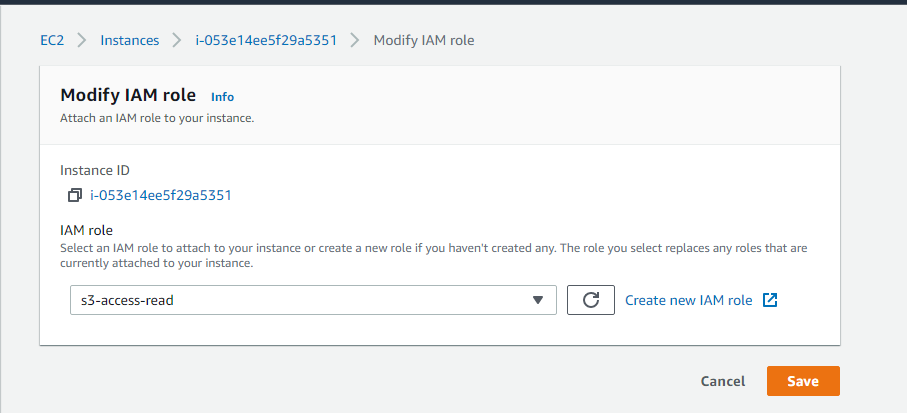 EC2 > Instances > i-053e14ee5f29a5351 > Modify IAM role
Modify IAM role Info
Attach an IAM role to your instance.
Instance ID
i-053e14ee5f29a5351
IAM role
Select an IAM role to attach to your instance or create a new role if you haven't created any. The role you select replaces any roles that are
currently attached to your instance.
s3-access-read Create new IAM role
Cancel Save